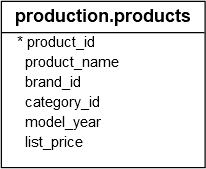 production.products
* product_id
product_name
brand_id
category_id
model_year
list_price